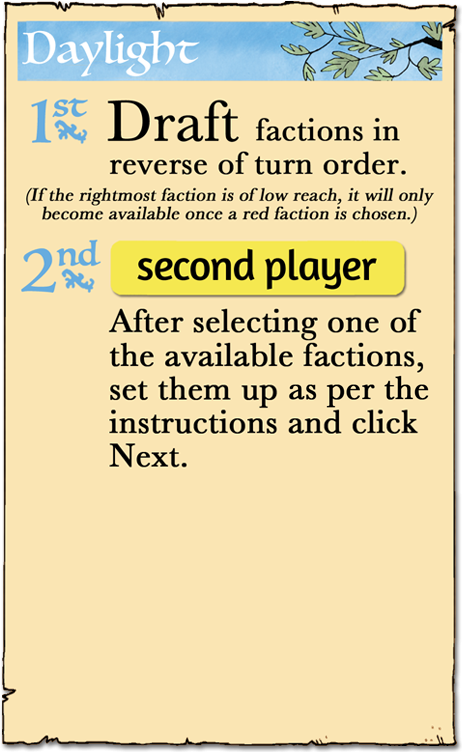 Daylight
1st Draft factions in
reverse of turn order.
(If the rightmost faction is of low reach, it will only
become available once a red faction is chosen.)
2nd second player
After selecting one of
the available factions,
set them up as per the
instructions and click
Next.